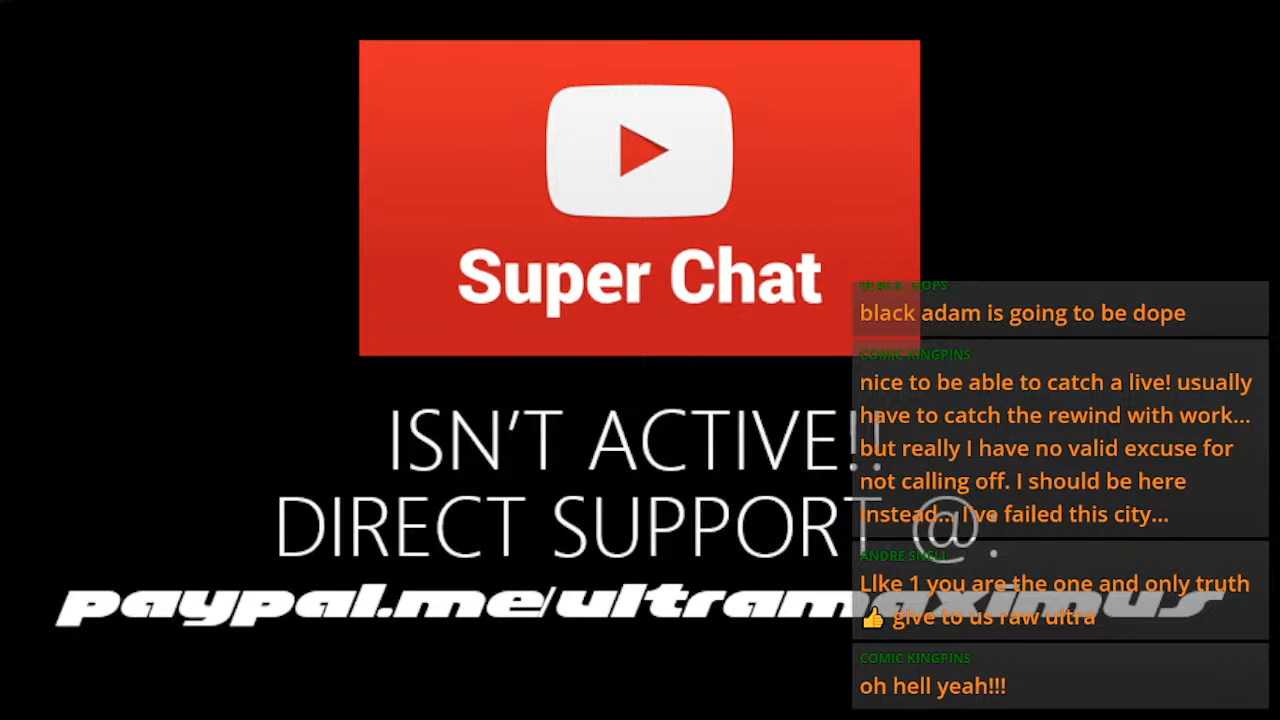 Super Chat
ISN'T ACTIVE!!
DIRECT SUPPORT @:
paypal.me/ultramaximus
black adam is going to be dope
COMIC KINGPINS
nice to be able to catch a live! usually
have to catch the rewind with work...
but really I have no valid excuse for
not calling off. I should be here
instead... I've failed this city...
ANDRE SNELL
LIke 1 you are the one and only truth
👍 give to us raw ultra
COMIC KINGPINS
oh hell yeah!!!